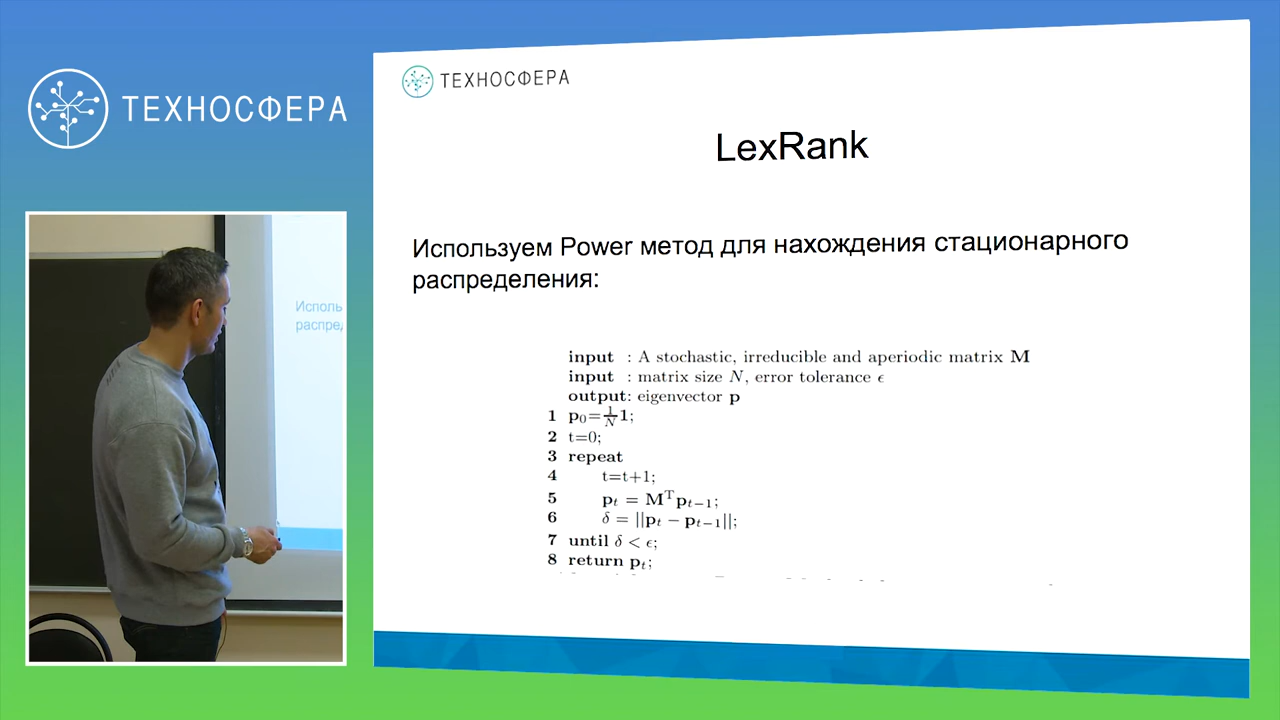 ТЕХНОСФЕРА
ТЕХНОСФЕРА
LexRank
Используем Power метод для нахождения стационарного
распределения:
input : A stochastic, irreducible and aperiodic matrix M
input : matrix size N, error tolerance ϵ
output: eigenvector p
1 p₀=1/N 1;
2 t=0;
3 repeat
4 t=t+1;
5 pₜ = Mᵀpₜ₋₁;
6 δ = ||pₜ − pₜ₋₁||;
7 until δ < ϵ;
8 return pₜ;
Исполь
распред